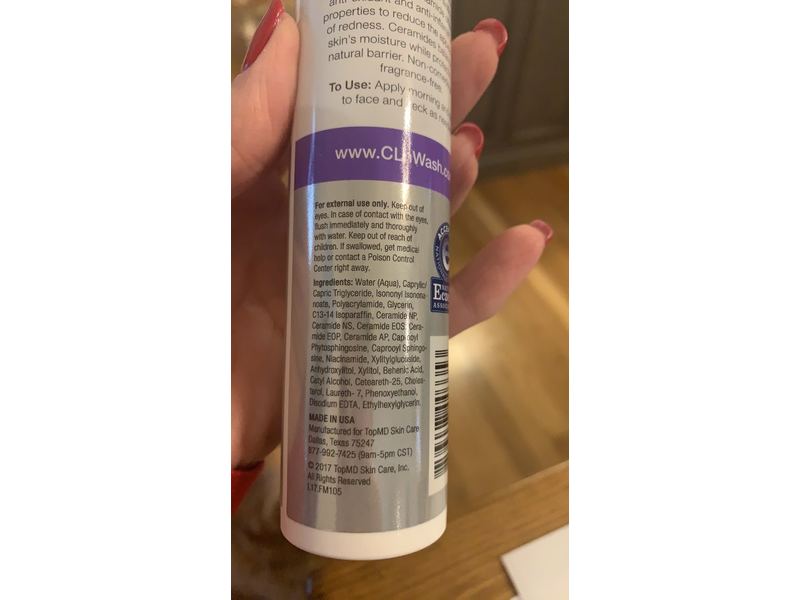 anti-oxidant and anti-
properties to reduce the
of redness. Ceramides
skin's moisture while
natural barrier.
fragrance-free.
To Use: Apply morning
to face and neck as
www.CLnWash.co
For external use only. Keep out of
eyes. In case of contact with the eyes,
flush immediately and thoroughly
with water. Keep out of reach of
children. If swallowed, get medical
help or contact a Poison Control
Center right away.
Ingredients: Water (Aqua), Caprylic/
Capric Triglyceride, Isononyl Isonona-
noate, Polyacrylamide, Glycerin,
C13-14 Isoparaffin, Ceramide NP,
Ceramide NS, Ceramide EOS, Cera-
mide EOP, Ceramide AP, Caprooyl
Phytosphingosine, Caprooyl Sphingo-
sine, Niacinamide, Xylitylglucoside,
Anhydroxylitol, Xylitol, Behenic Acid,
Cetyl Alcohol, Ceteareth-25, Choles-
terol, Laureth- 7, Phenoxyethanol,
Disodium EDTA, Ethylhexylglycerin.
MADE IN USA
Manufactured for TopMD Skin Care
Dallas, Texas 75247
877-992-7425 (9am-5pm CST)
© 2017 TopMD Skin Care, Inc.
All Rights Reserved
L17.FM105